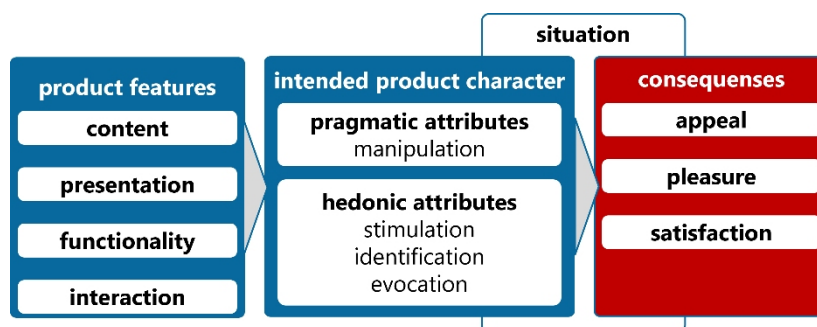 situation
product features
content
presentation
functionality
interaction
intended product character
pragmatic attributes
manipulation
hedonic attributes
stimulation
identification
evocation
consequenses
appeal
pleasure
satisfaction